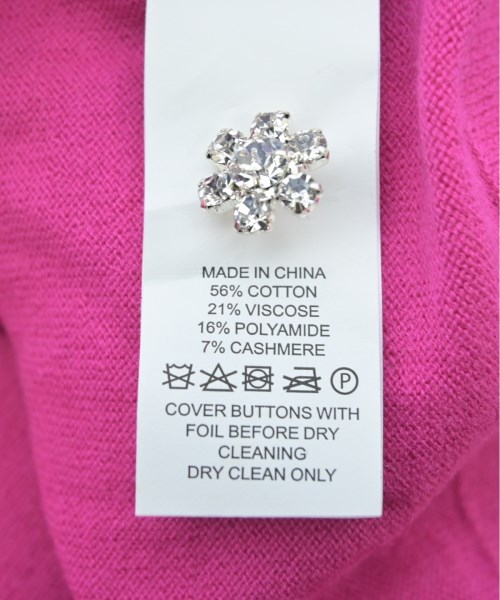 MADE IN CHINA
56% COTTON
21% VISCOSE
16% POLYAMIDE
7% CASHMERE
P
COVER BUTTONS WITH
FOIL BEFORE DRY
CLEANING
DRY CLEAN ONLY